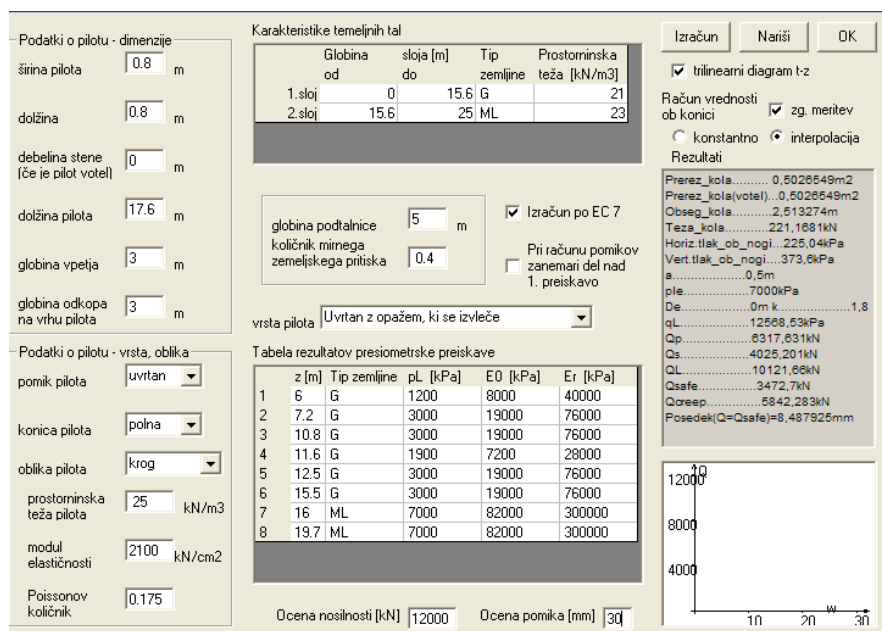 Podatki o pilotu - dimenzije
širina pilota 0.8 m
dolžina 0.8 m
debelina stene
(če je pilot votel) 0 m
dolžina pilota 17.6 m
globina vpetja 3 m
globina odkopa
na vrhu pilota 3 m
Podatki o pilotu - vrsta, oblika
pomik pilota uvrtan
konica pilota polna
oblika pilota krog
prostorninska
teža pilota 25 kN/m3
modul
elastičnosti 2100 kN/cm2
Poissonov
količnik 0.175
Karakteristike temeljnih tal
Globina sloja [m] Tip Prostorninska
od do zemljine teža [kN/m3]
1.sloj 0 15.6 G 21
2.sloj 15.6 25 ML 23
globina podtalnice 5 m
količnik mirnega
zemeljskega pritiska 0.4
Izračun po EC 7
Pri računu pomikov
zanemari del nad
1. preiskavo
vrsta pilota Uvrtan z opažem, ki se izvleče
Tabela rezultatov presiometrske preiskave
z [m] Tip zemljine pL [kPa] E0 [kPa] Er [kPa]
1 6 G 1200 8000 40000
2 7.2 G 3000 19000 76000
3 10.8 G 3000 19000 76000
4 11.6 G 1900 7200 28000
5 12.5 G 3000 19000 76000
6 15.5 G 3000 19000 76000
7 16 ML 7000 82000 300000
8 19.7 ML 7000 82000 300000
Ocena nosilnosti [kN] 12000 Ocena pomika [mm] 30
Izračun Nariši OK
trilinearni diagram t-z
Račun vrednosti
ob konici zg. meritev
konstantno interpolacija
Rezultati
Prerez_kola.......... 0,5026549m2
Prerez_kola(votel)...0,5026549m2
Obseg_kola.........2,513274m
Teza_kola............221,1681kN
Horiz.tlak_ob_nogi...225,04kPa
Vert.tlak_ob_nogi....373,6kPa
a......................0,5m
ple....................7000kPa
De....................0m k....................1,8
qL....................12568,53kPa
Qp....................6317,631kN
Qs....................4025,201kN
QL....................10121,66kN
Qsafe................3472,7kN
Qcreep..............5842,283kN
Posedek(Q=Qsafe)=8,487925mm
Q
12000
8000
4000
w
10 20 30